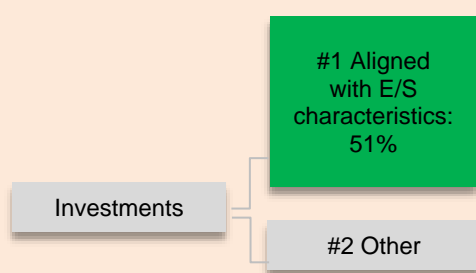 #1 Aligned
with E/S
characteristics:
51%
Investments
#2 Other